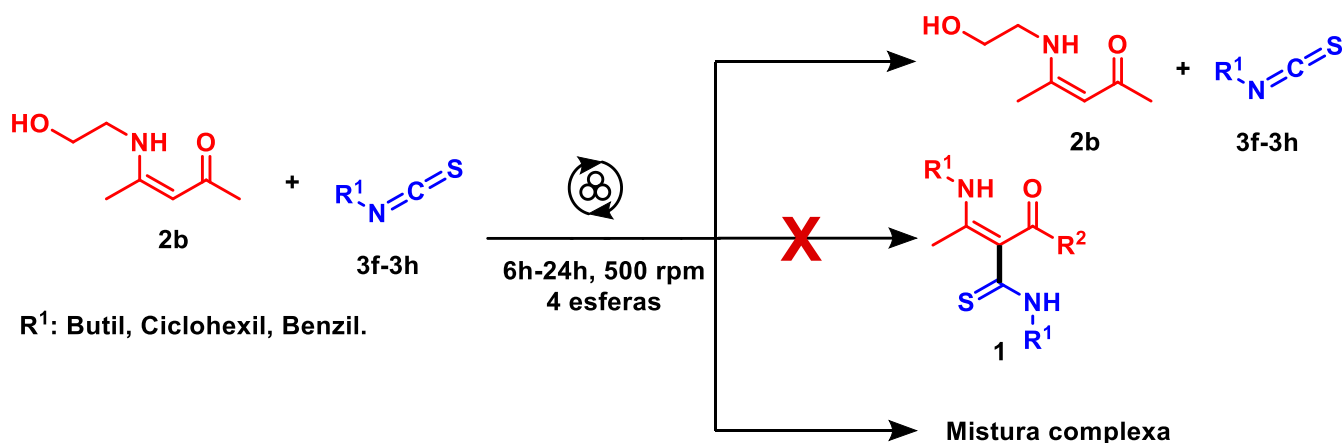 HO
NH
O
2b
+
R¹
N
C
S
3f-3h
R¹: Butil, Ciclohexil, Benzil.
6h-24h, 500 rpm
4 esferas
HO
NH
O
2b
+
R¹
N
C
S
3f-3h
X
R¹
NH
O
R²
S
NH
R¹
1
Mistura complexa